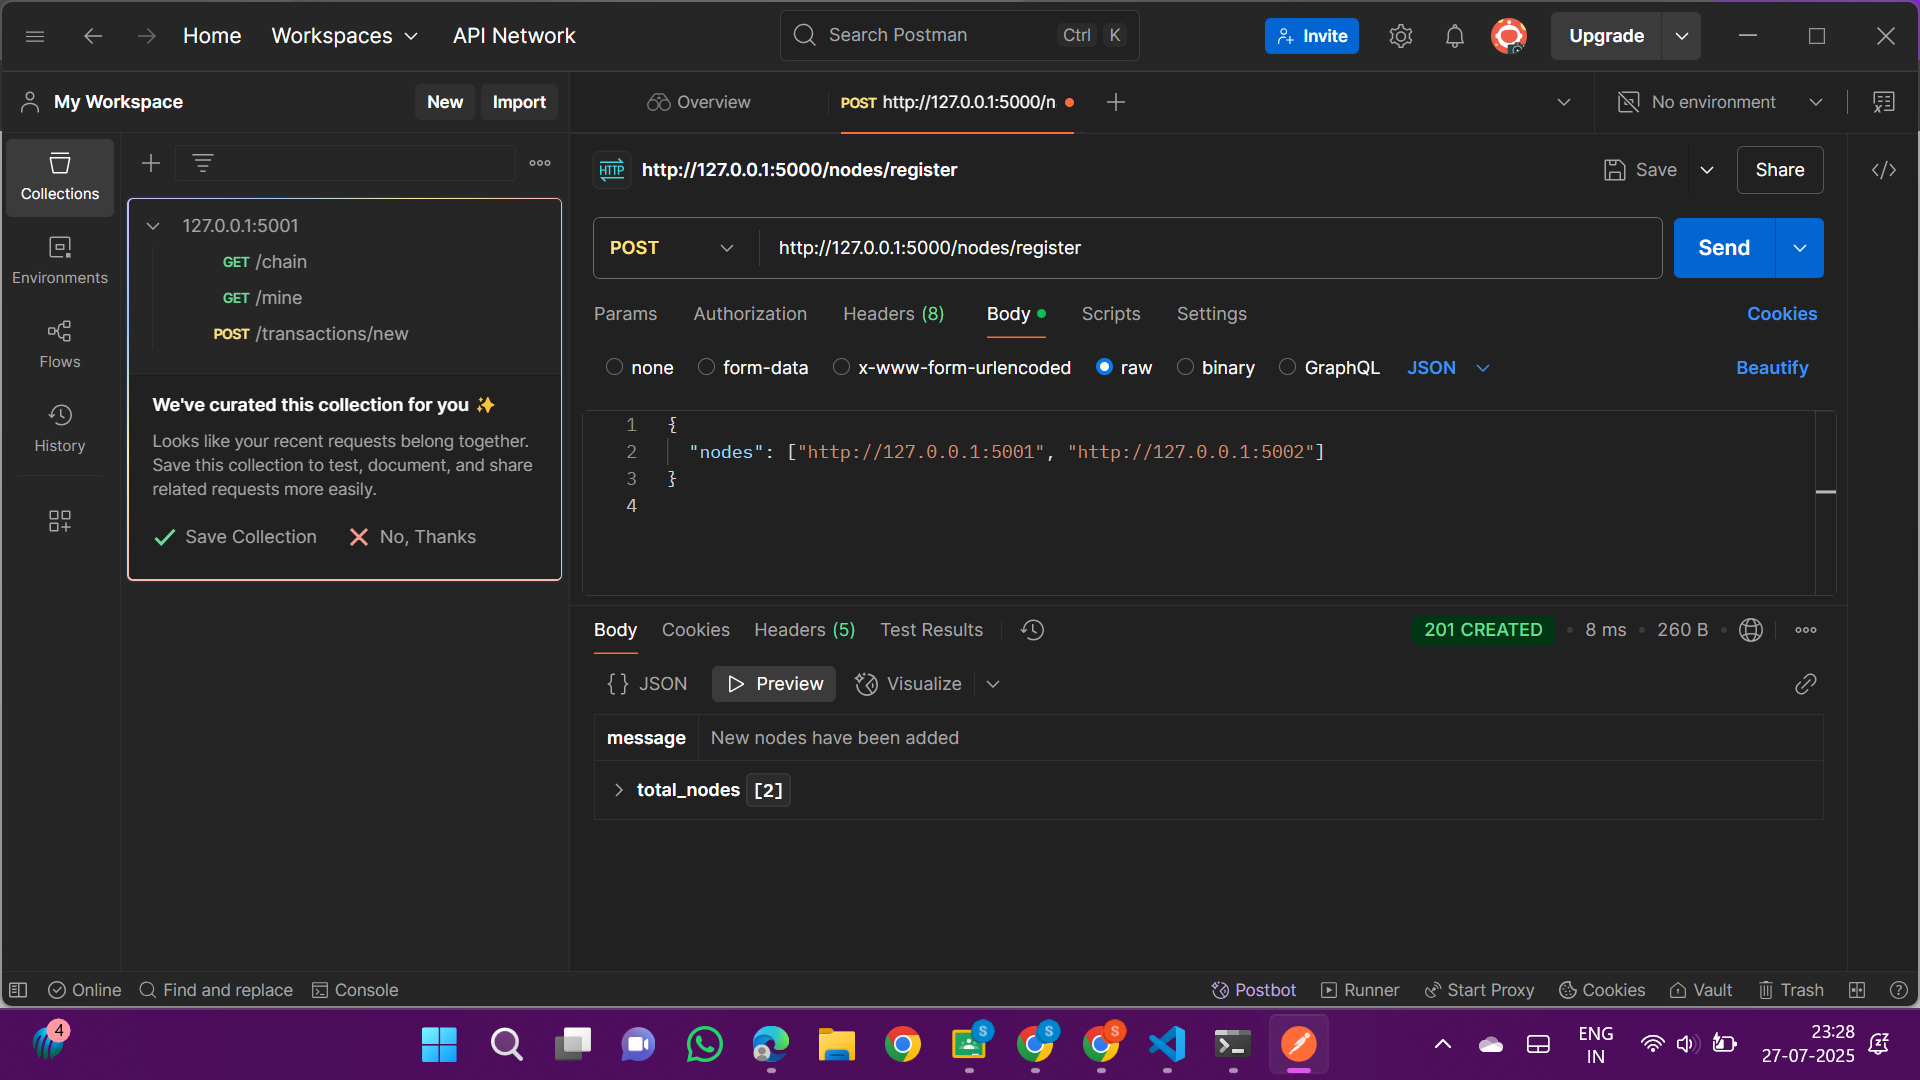 Home
Workspaces
API Network
Search Postman
Ctrl K
Invite
Upgrade
My Workspace
New
Import
Overview
POST http://127.0.0.1:5000/n
No environment
Collections
Environments
Flows
History
127.0.0.1:5001
GET /chain
GET /mine
POST /transactions/new
We've curated this collection for you ✨
Looks like your recent requests belong together.
Save this collection to test, document, and share
related requests more easily.
Save Collection
No, Thanks
HTTP
http://127.0.0.1:5000/nodes/register
Save
Share
POST
http://127.0.0.1:5000/nodes/register
Send
Params
Authorization
Headers (8)
Body
Scripts
Settings
Cookies
none
form-data
x-www-form-urlencoded
raw
binary
GraphQL
JSON
Beautify
1 {
2 "nodes": ["http://127.0.0.1:5001", "http://127.0.0.1:5002"]
3 }
4
Body
Cookies
Headers (5)
Test Results
201 CREATED
8 ms
260 B
{} JSON
Preview
Visualize
message New nodes have been added
total_nodes [2]
Online
Find and replace
Console
Postbot
Runner
Start Proxy
Cookies
Vault
Trash
4
S
S
S
ENG
IN
23:28
27-07-2025